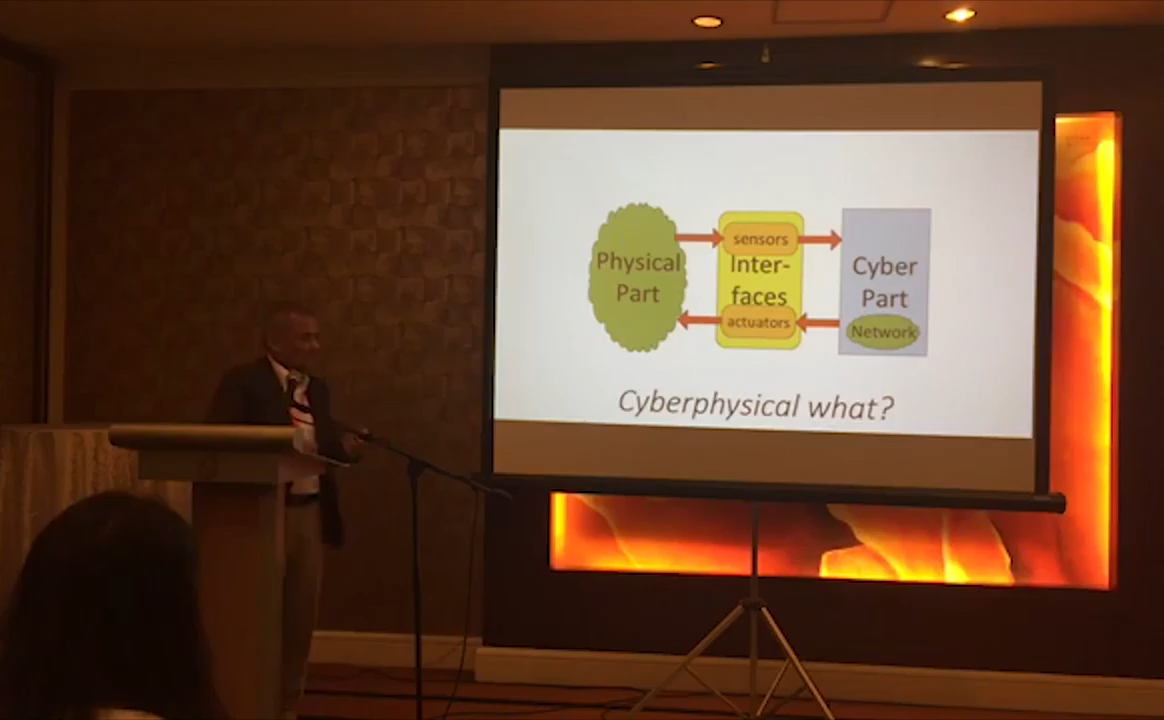 sensors
Physical
Part
Inter-
faces
actuators
Cyber
Part
Network
Cyberphysical what?